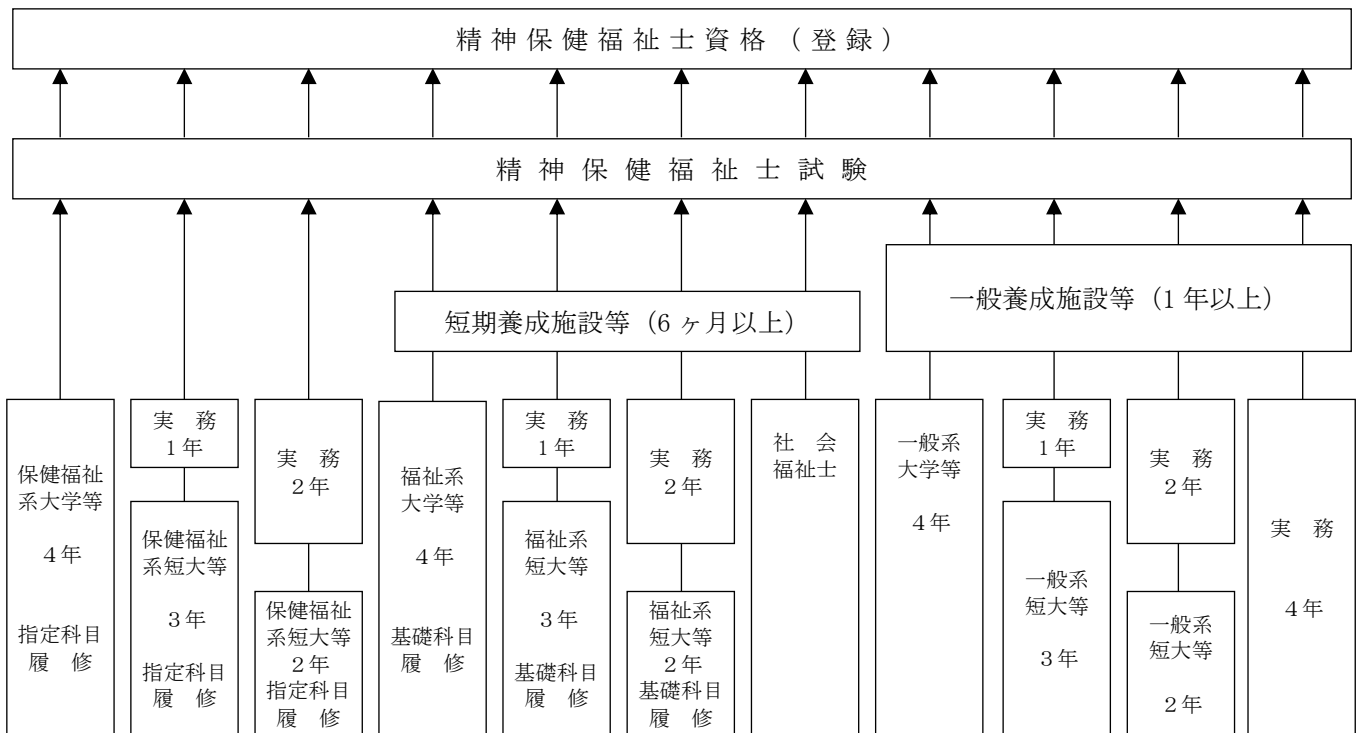 精神保健福祉士資格（登録）
精神保健福祉士試験
短期養成施設等（6ヶ月以上）
一般養成施設等（1年以上）
保健福祉
系大学等
4年
指定科目
履　修
実　務
1年
保健福祉
系短大等
3年
指定科目
履　修
実　務
2年
保健福祉
系短大等
2年
指定科目
履　修
福祉系
大学等
4年
基礎科目
履　修
実　務
1年
福祉系
短大等
3年
基礎科目
履　修
実　務
2年
福祉系
短大等
2年
基礎科目
履　修
社　会
福祉士
一般系
大学等
4年
実　務
1年
一般系
短大等
3年
実　務
2年
一般系
短大等
2年
実　務
4年